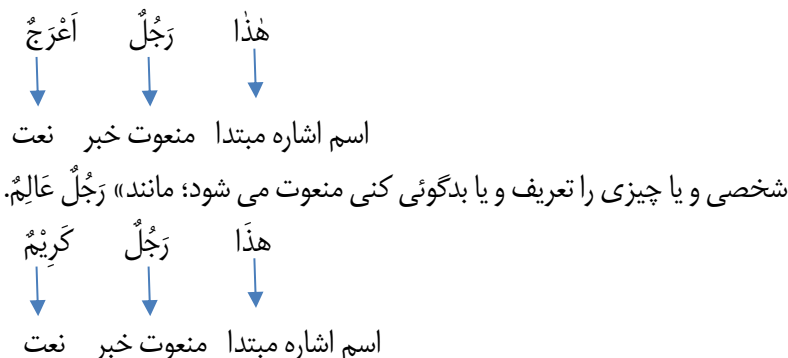 هٰذٰا رَجُلٌ اَعْرَجٌ
اسم اشاره مبتدا منعوت خبر نعت
شخصی و یا چیزی را تعریف و یا بدگوئی کنی منعوت می شود؛ مانند» رَجُلٌ عَالِمٌ.
هذَا رَجُلٌ كَرِيْمٌ
اسم اشاره مبتدا منعوت خبر نعت